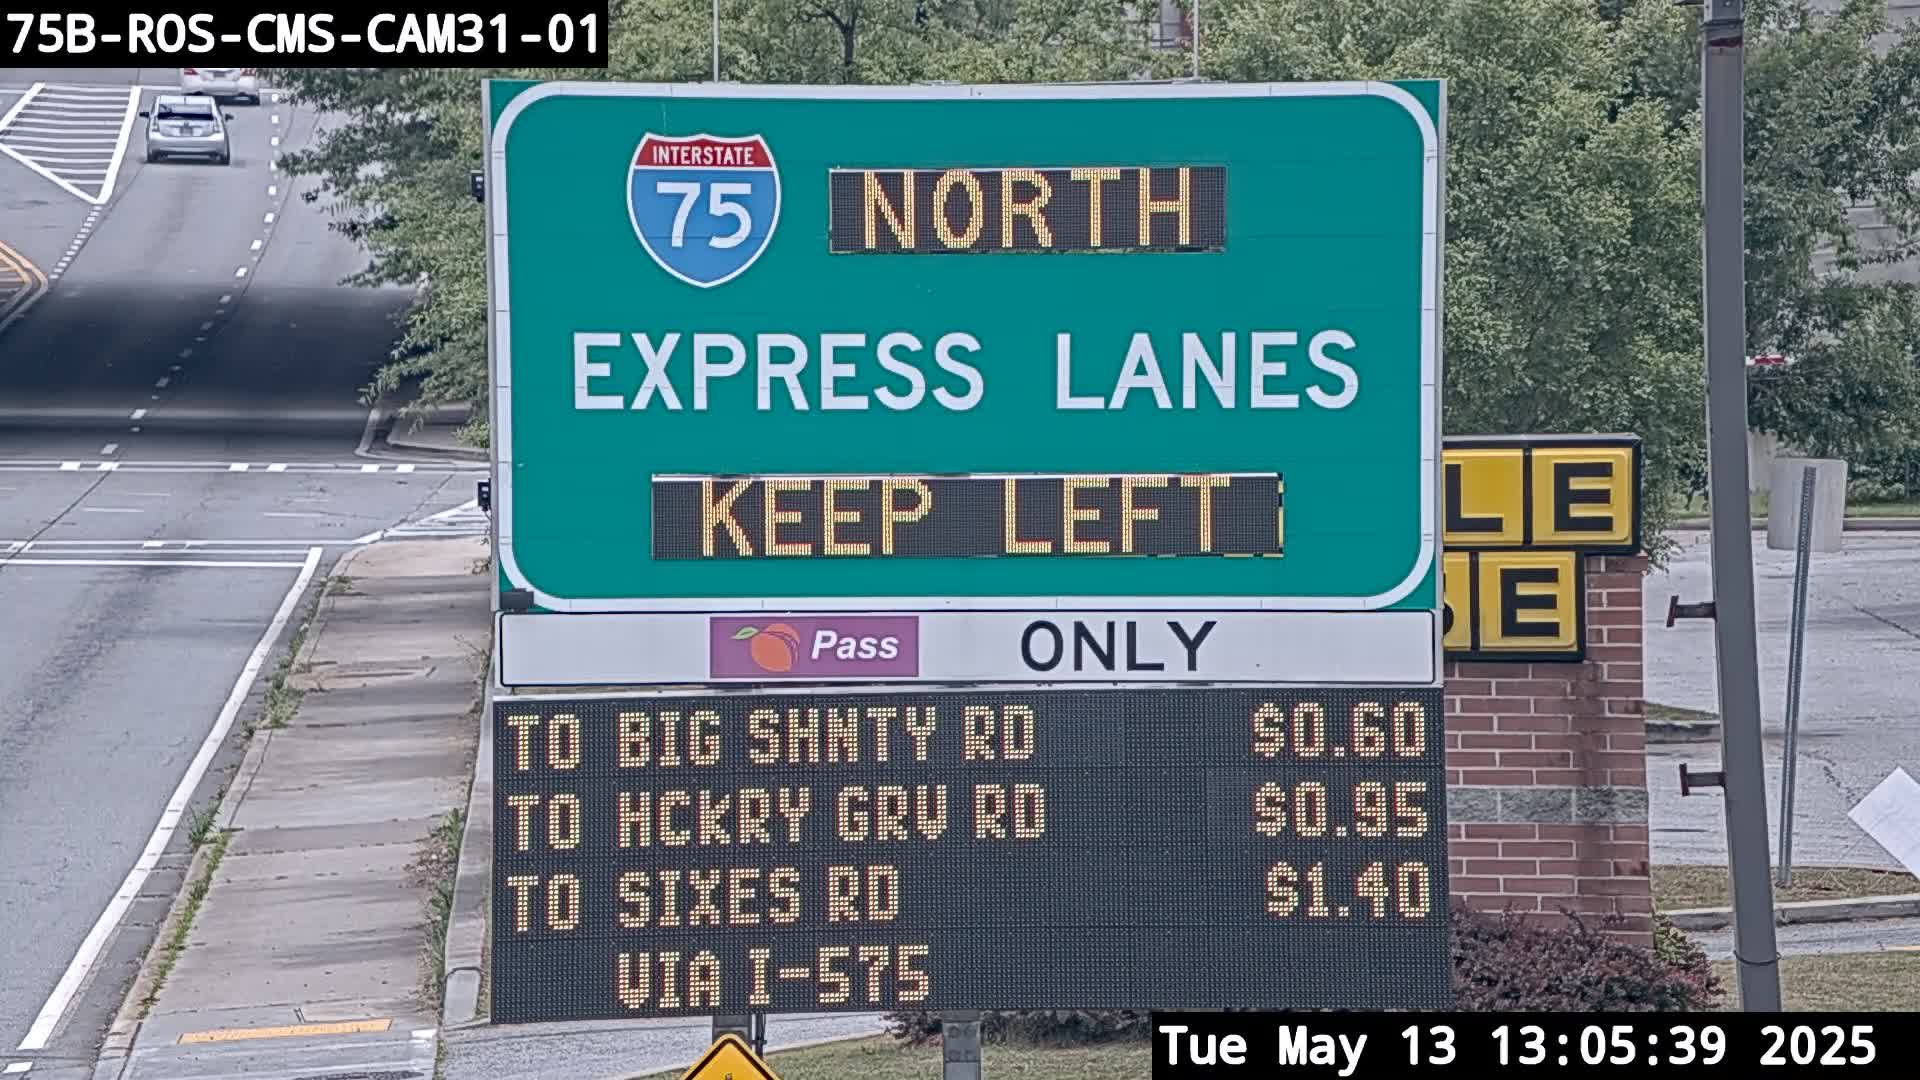 75B-ROS-CMS-CAM31-01
INTERSTATE
75
NORTH
EXPRESS LANES
KEEP LEFT
LE
E
Pass ONLY
TO BIG SHNTY RD $0.60
TO HCKRY GRV RD $0.95
TO SIXES RD $1.40
VIA I-575
Tue May 13 13:05:39 2025